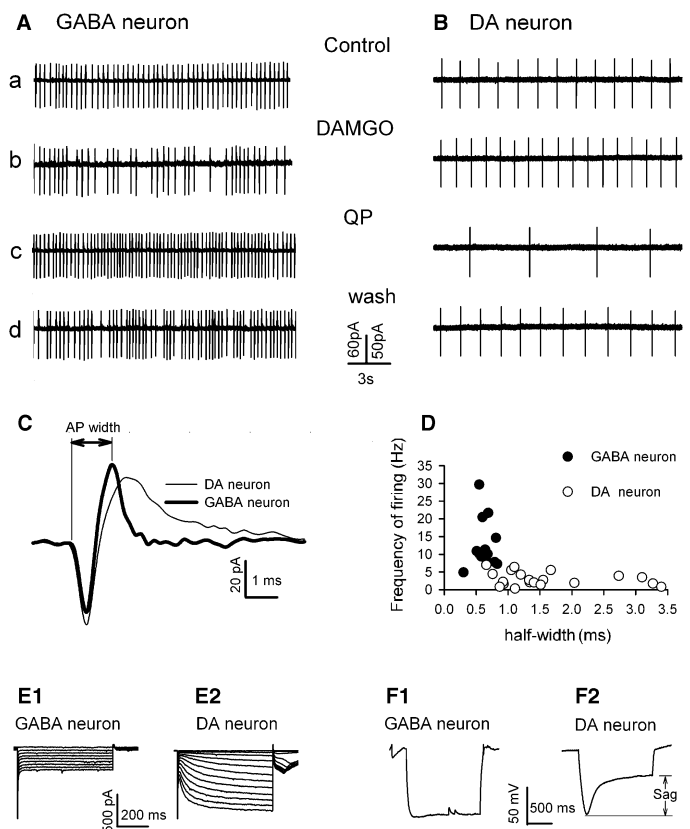 A GABA neuron
B DA neuron
Control
a
DAMGO
b
QP
c
wash
d
60pA 50pA
3s
C
AP width
DA neuron
GABA neuron
20 pA
1 ms
D
GABA neuron
DA neuron
Frequency of firing (Hz)
35
30
25
20
15
10
5
0
0.0 0.5 1.0 1.5 2.0 2.5 3.0 3.5
half-width (ms)
E1
GABA neuron
E2
DA neuron
500 pA
200 ms
F1
GABA neuron
F2
DA neuron
50 mV
500 ms
Sag